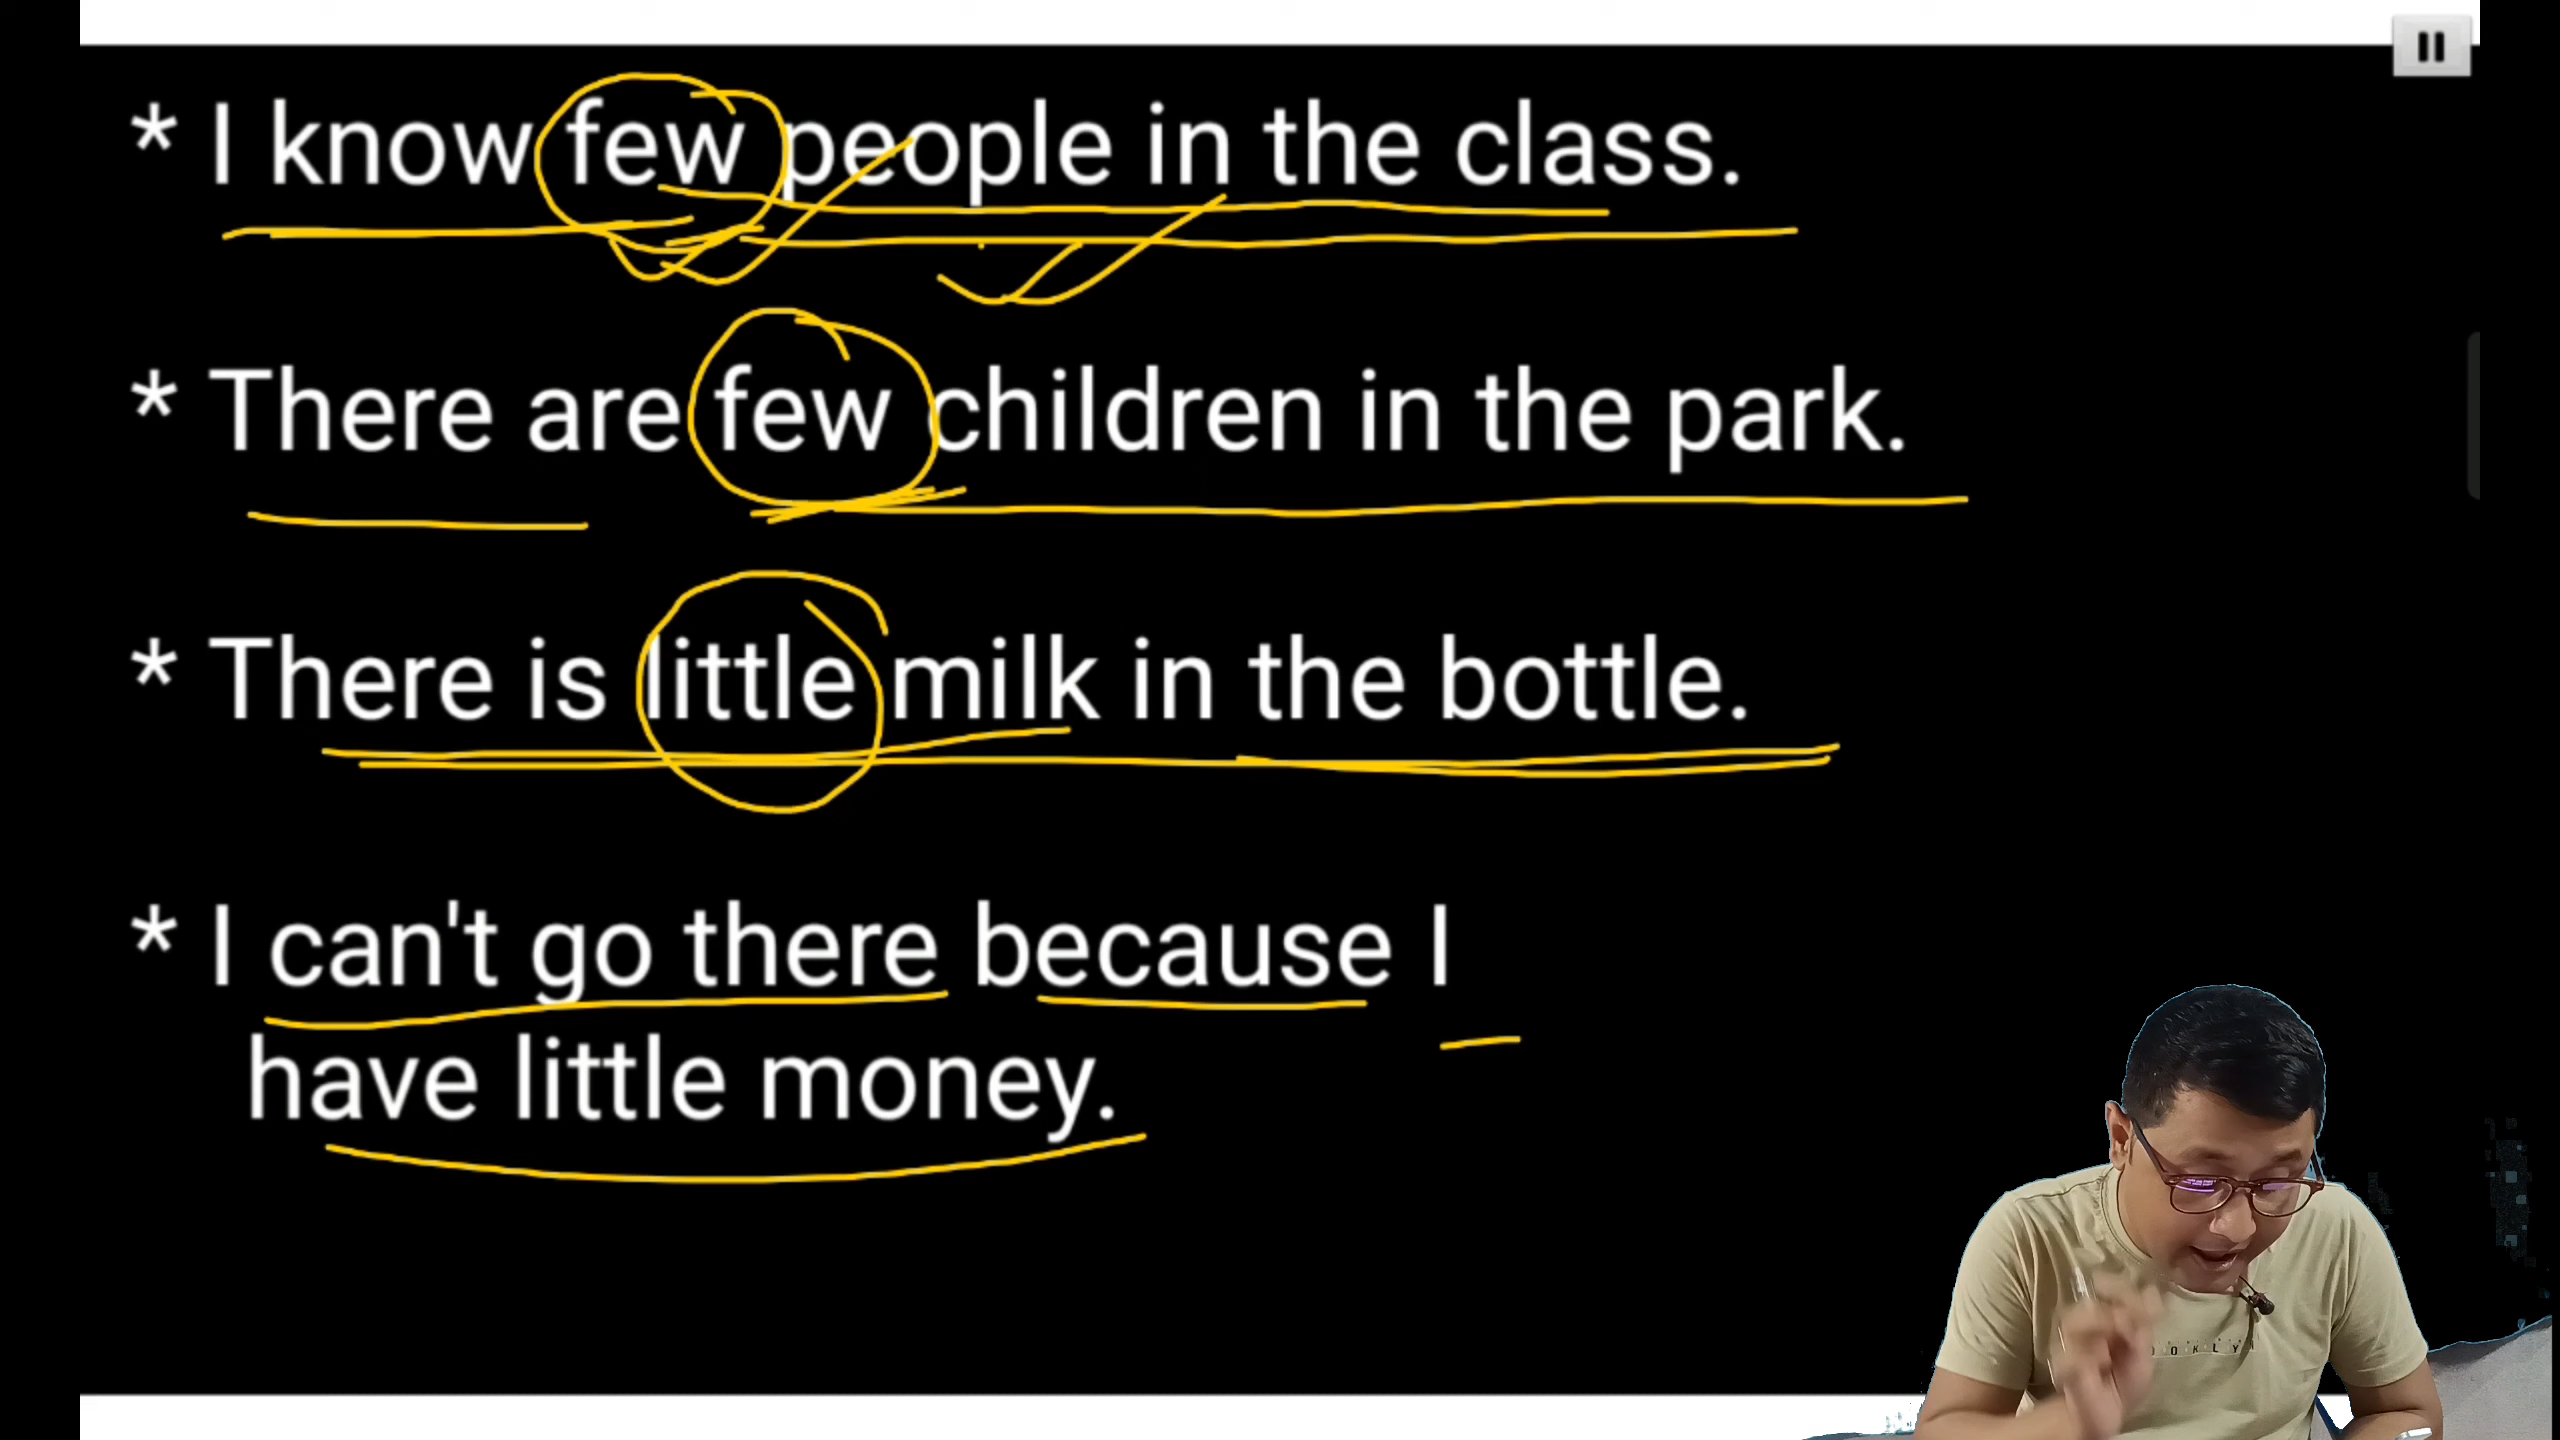 * I know few people in the class.
* There are few children in the park.
* There is little milk in the bottle.
* I can't go there because I
have little money.